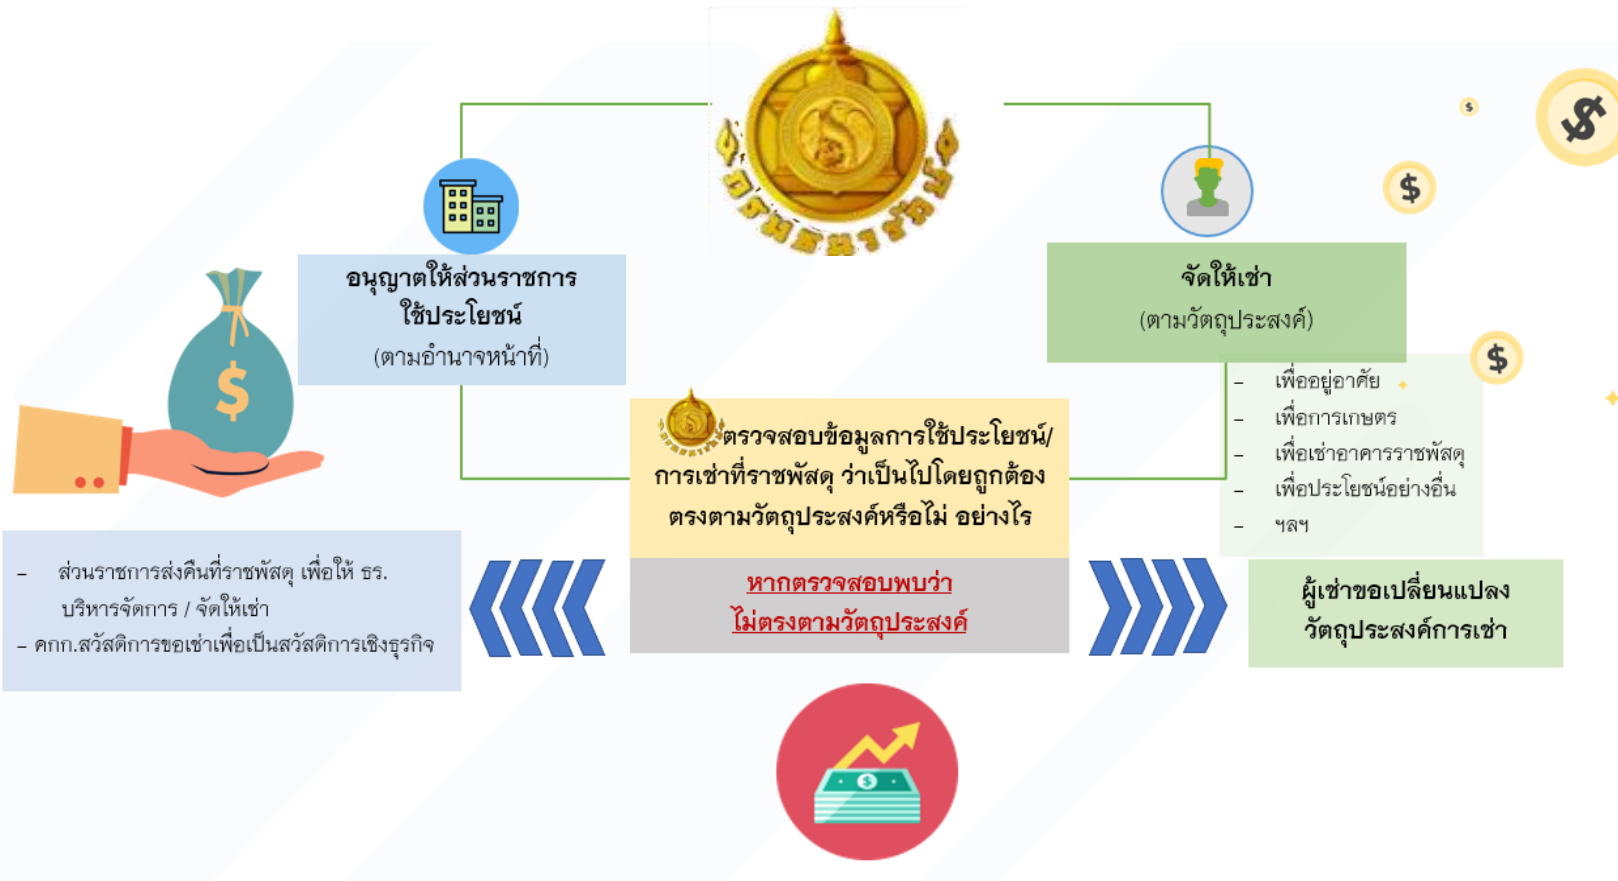 กรมธนารักษ์
อนุญาตให้ส่วนราชการ
ใช้ประโยชน์
(ตามอำนาจหน้าที่)
จัดให้เช่า
(ตามวัตถุประสงค์)
- เพื่ออยู่อาศัย
- เพื่อการเกษตร
- เพื่อเช่าอาคารราชพัสดุ
- เพื่อประโยชน์อย่างอื่น
- ฯลฯ
ตรวจสอบข้อมูลการใช้ประโยชน์/
การเช่าที่ราชพัสดุ ว่าเป็นไปโดยถูกต้อง
ตรงตามวัตถุประสงค์หรือไม่ อย่างไร
หากตรวจสอบพบว่า
ไม่ตรงตามวัตถุประสงค์
- ส่วนราชการส่งคืนที่ราชพัสดุ เพื่อให้ ธร.
บริหารจัดการ / จัดให้เช่า
- คกก.สวัสดิการขอเช่าเพื่อเป็นสวัสดิการเชิงธุรกิจ
ผู้เช่าขอเปลี่ยนแปลง
วัตถุประสงค์การเช่า